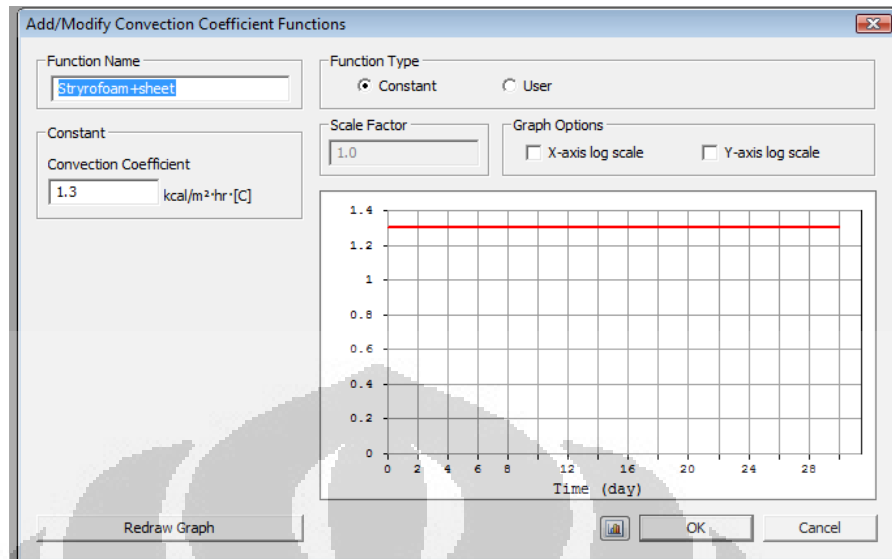 Add/Modify Convection Coefficient Functions
Function Name
Stryrofoam+sheet
Function Type
Constant
User
Constant
Convection Coefficient
1.3 kcal/m²·hr·[C]
Scale Factor
1.0
Graph Options
X-axis log scale
Y-axis log scale
1.4
1.2
1
0.8
0.6
0.4
0.2
0
0 2 4 6 8 12 16 20 24 28
Time (day)
Redraw Graph
OK
Cancel